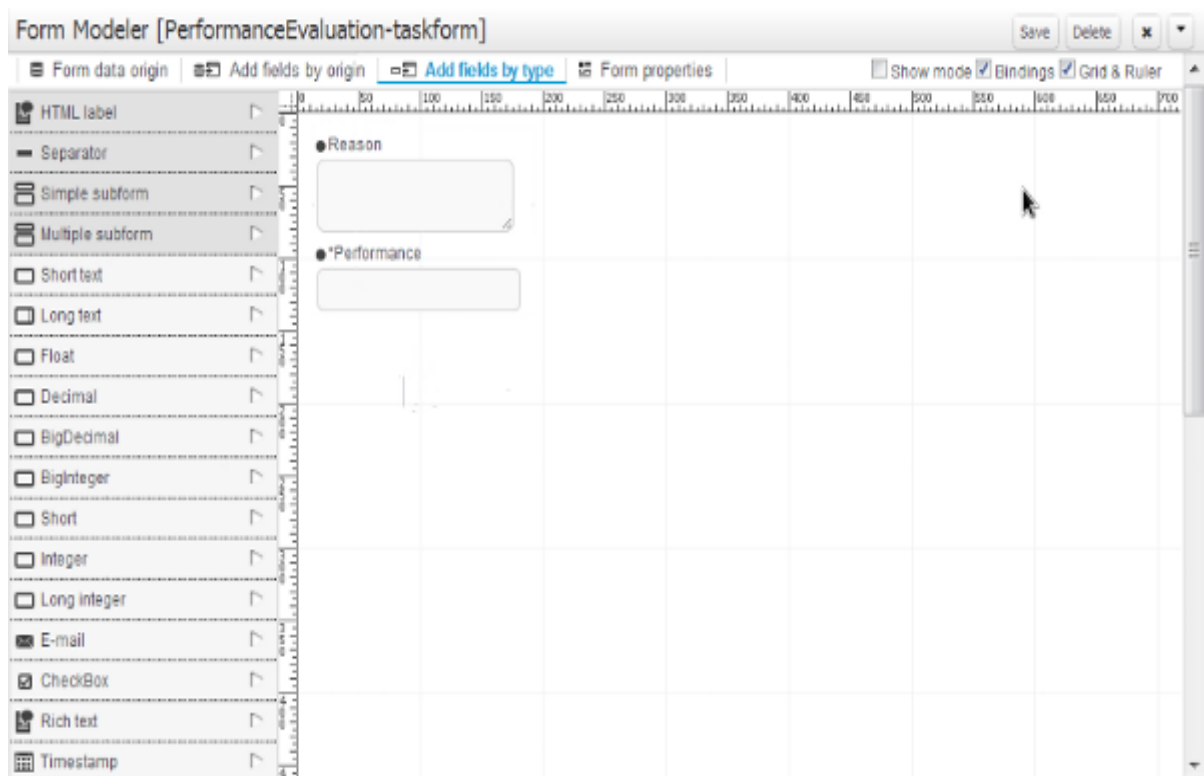 Form Modeler [PerformanceEvaluation-taskform] Save Delete
Form data origin Add fields by origin Add fields by type Form properties Show mode Bindings Grid & Ruler
0 50 100 150 200 250 300 350 400 450 500 550 600 650 700
HTML label
Separator
Simple subform
Multiple subform
Short text
Long text
Float
Decimal
BigDecimal
BigInteger
Short
Integer
Long integer
E-mail
CheckBox
Rich text
Timestamp
Reason
*Performance